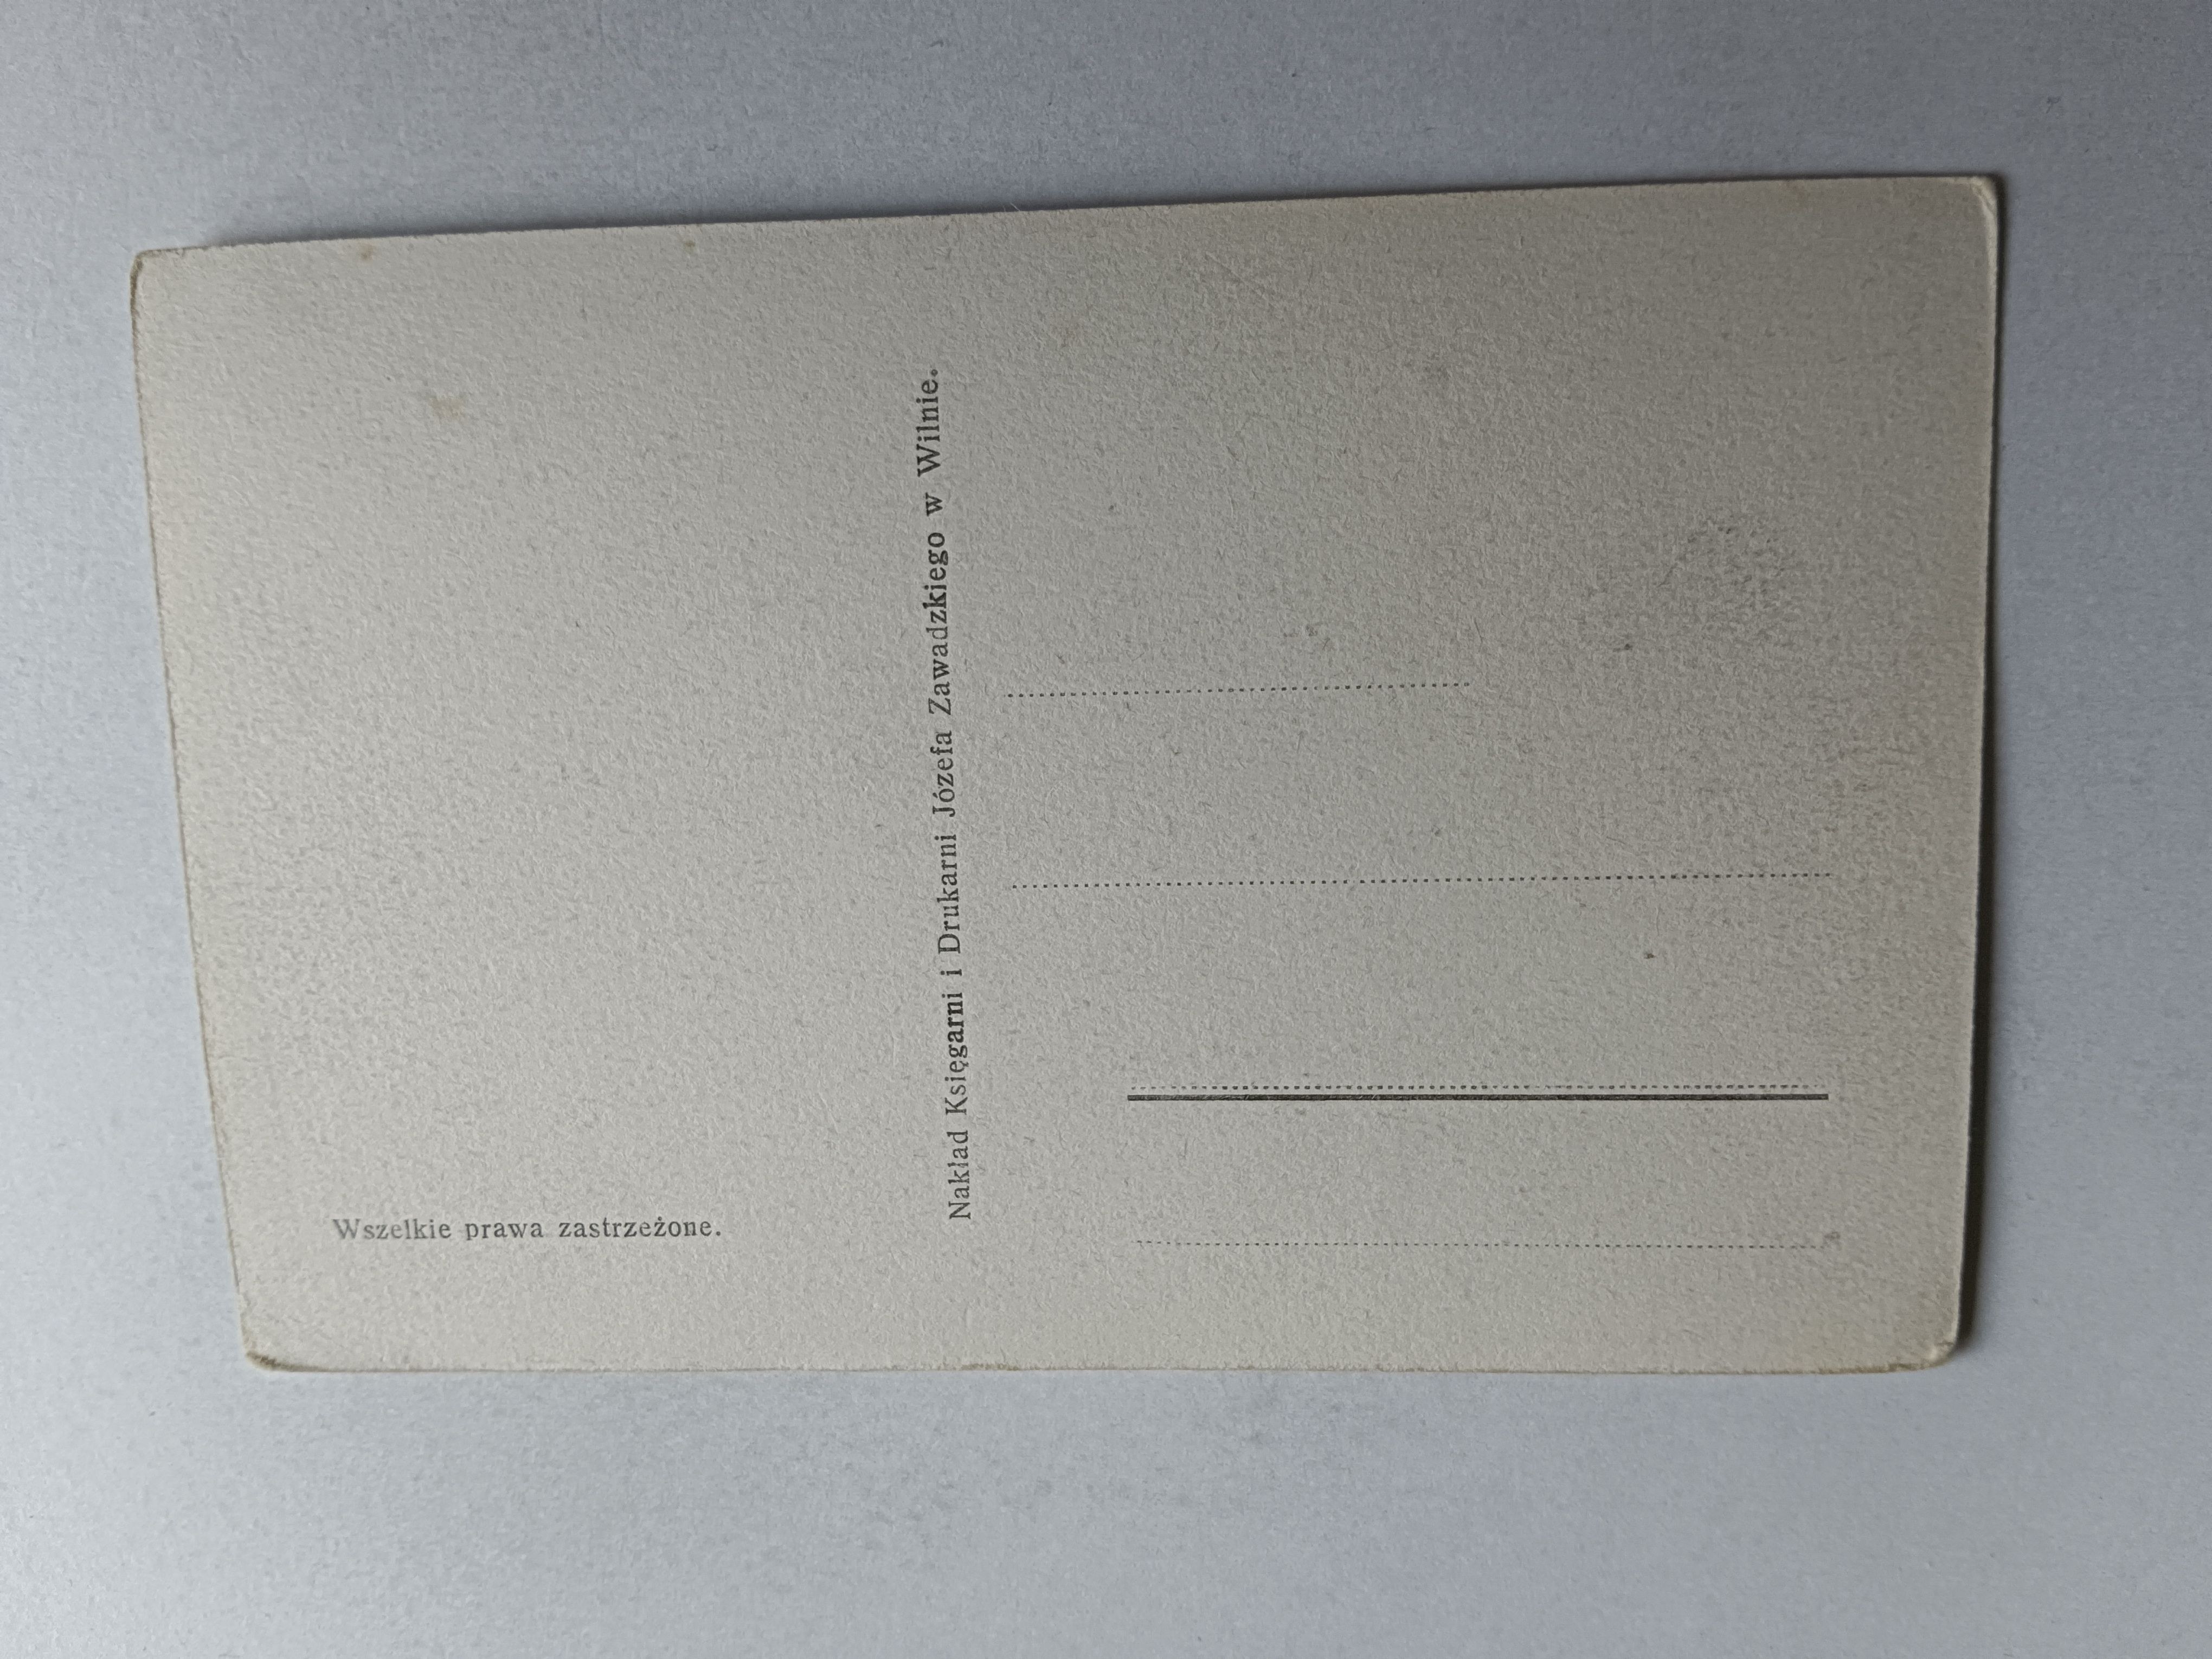 Wszelkie prawa zastrzeżone.
Nakład Księgarni i Drukarni Józefa Zawadzkiego w Wilnie.